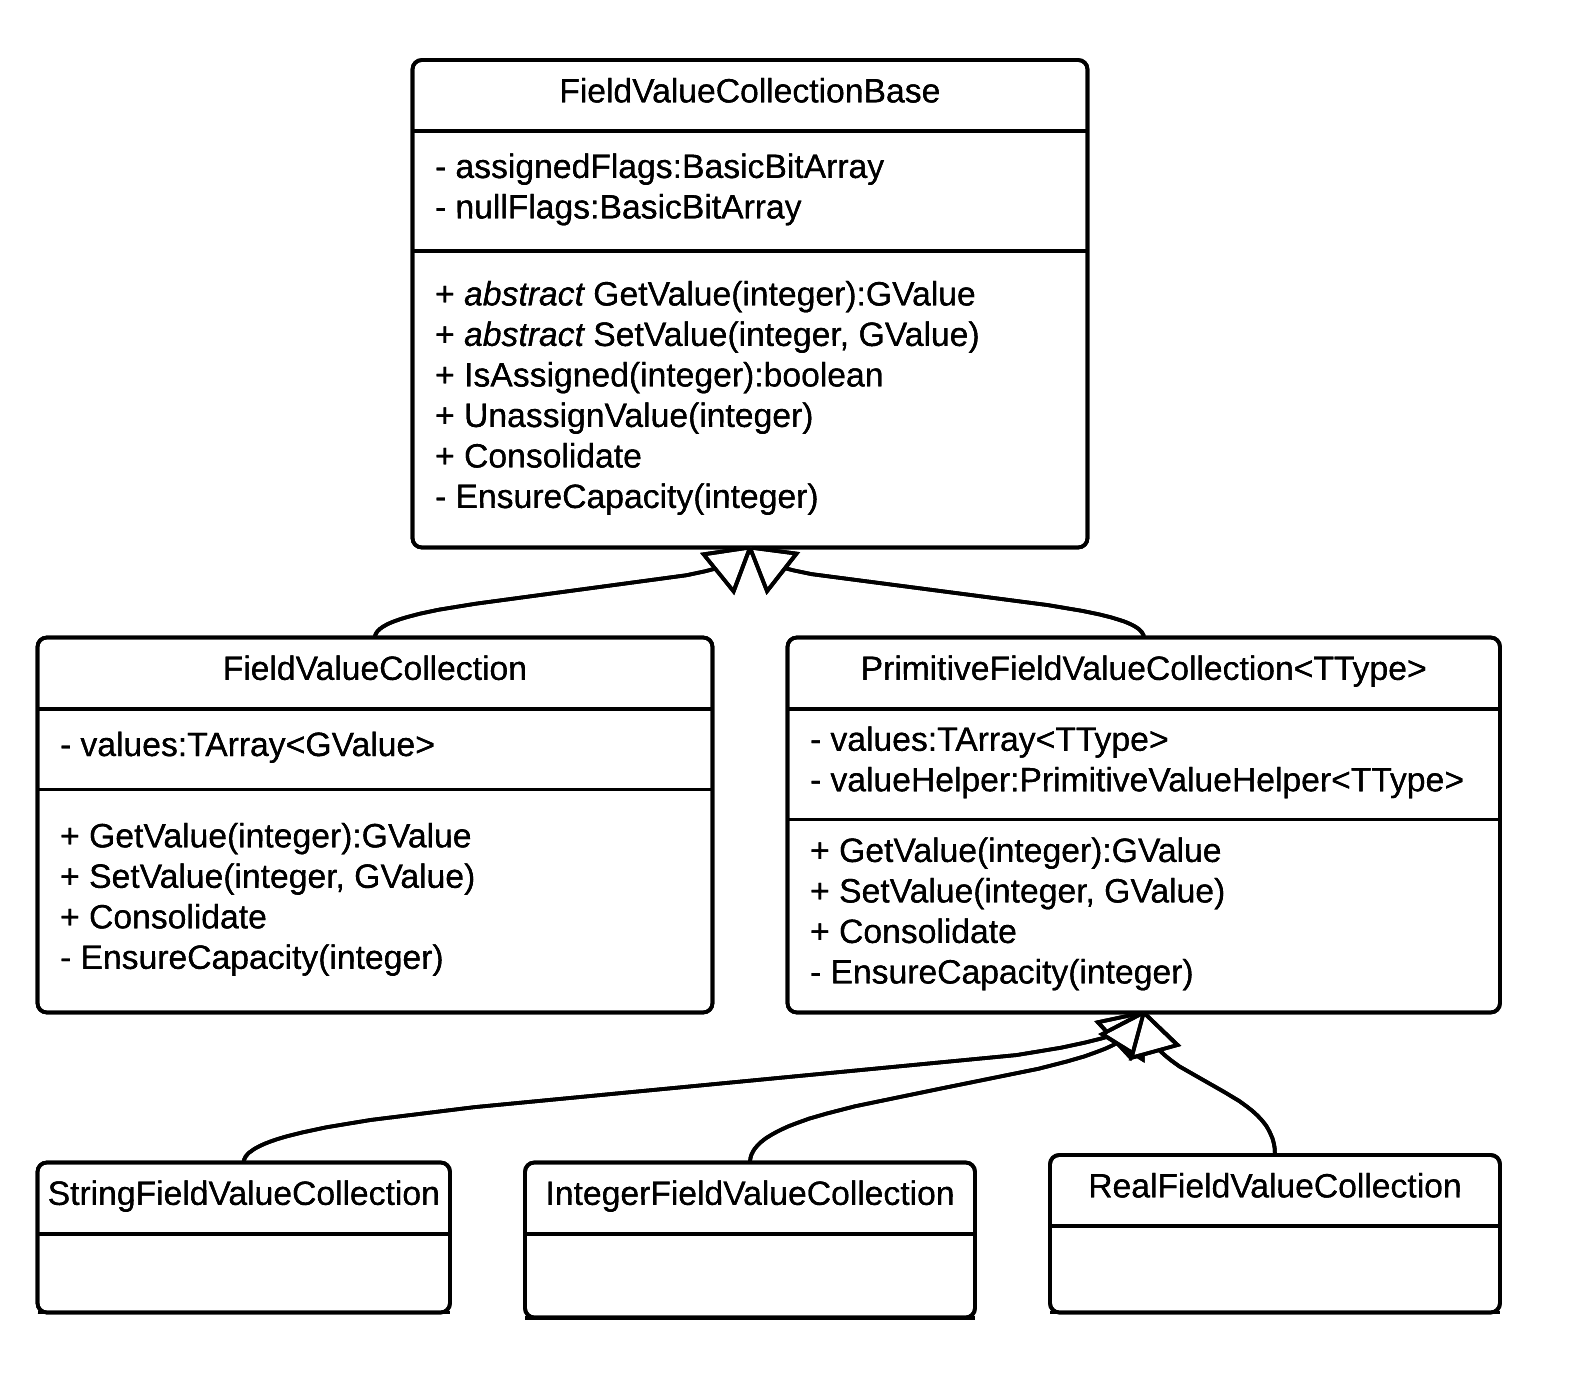 FieldValueCollectionBase
- assignedFlags:BasicBitArray
- nullFlags:BasicBitArray
+ abstract GetValue(integer):GValue
+ abstract SetValue(integer, GValue)
+ IsAssigned(integer):boolean
+ UnassignValue(integer)
+ Consolidate
- EnsureCapacity(integer)
FieldValueCollection
- values:TArray<GValue>
+ GetValue(integer):GValue
+ SetValue(integer, GValue)
+ Consolidate
- EnsureCapacity(integer)
PrimitiveFieldValueCollection<TType>
- values:TArray<TType>
- valueHelper:PrimitiveValueHelper<TType>
+ GetValue(integer):GValue
+ SetValue(integer, GValue)
+ Consolidate
- EnsureCapacity(integer)
StringFieldValueCollection
IntegerFieldValueCollection
RealFieldValueCollection